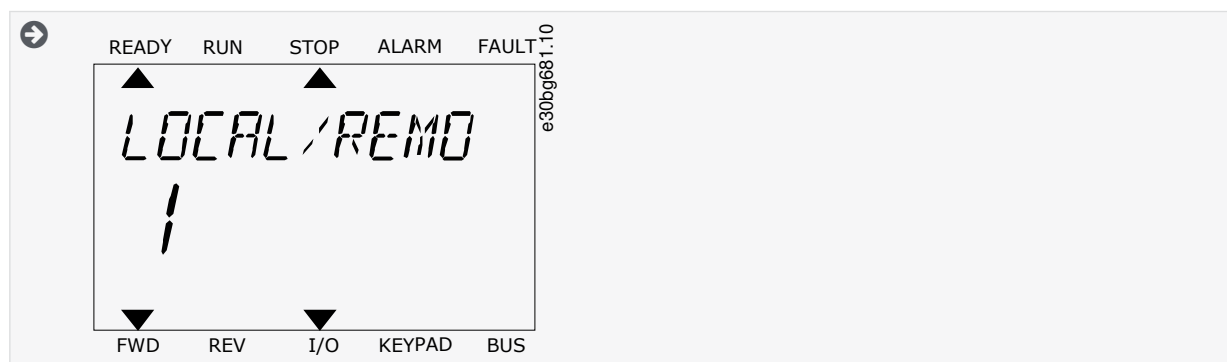 READY RUN STOP ALARM FAULT
e30bg681.10
LOCAL/REMO
1
FWD REV I/O KEYPAD BUS